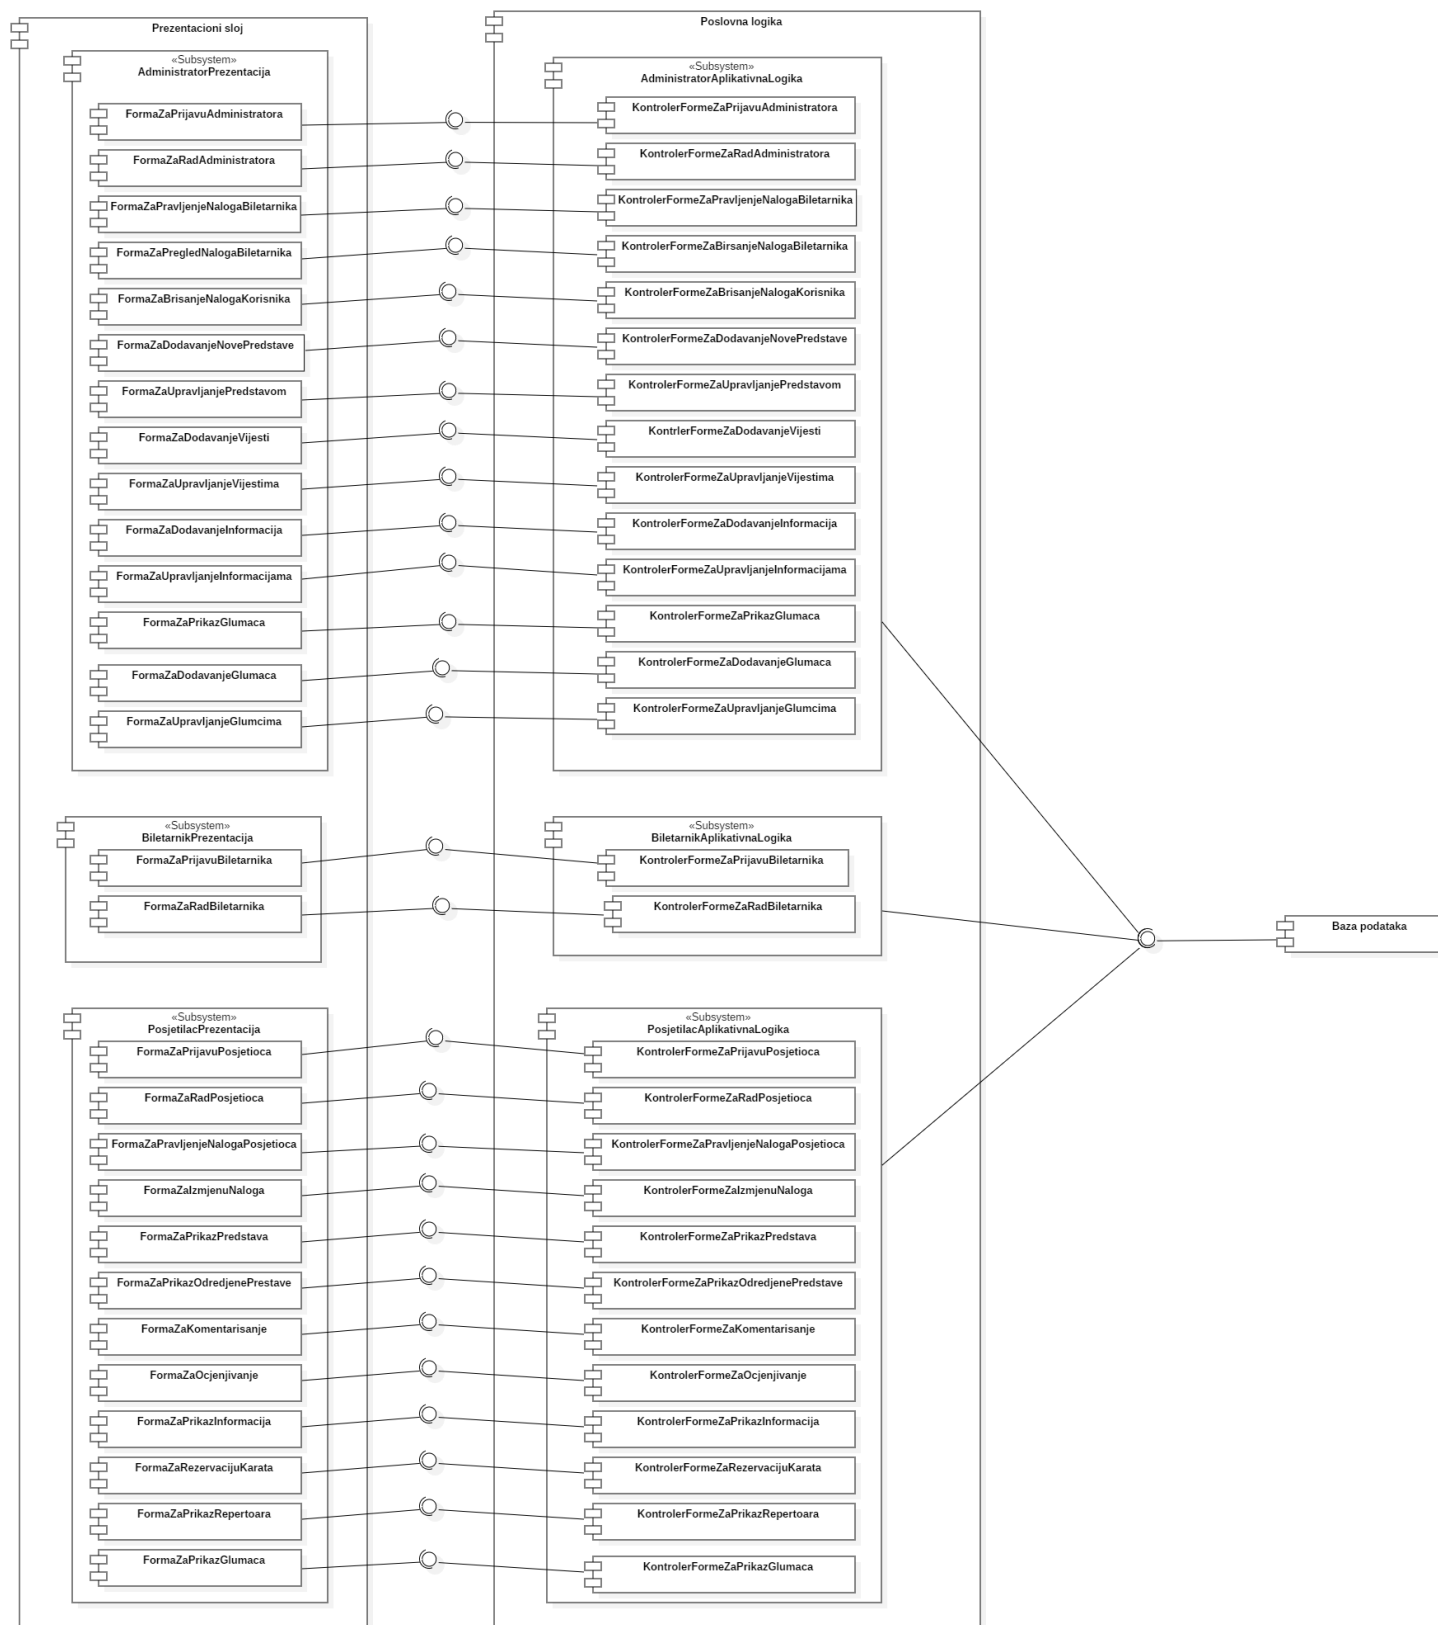 Prezentacioni sloj
«Subsystem»
AdministratorPrezentacija
FormaZaPrijavuAdministratora
FormaZaRadAdministratora
FormaZaPravljenjeNalogaBiletarnika
FormaZaPregledNalogaBiletarnika
FormaZaBrisanjeNalogaKorisnika
FormaZaDodavanjeNovePredstave
FormaZaUpravljanjePredstavom
FormaZaDodavanjeVijesti
FormaZaUpravljanjeVijestima
FormaZaDodavanjeInformacija
FormaZaUpravljanjeInformacijama
FormaZaPrikazGlumaca
FormaZaDodavanjeGlumaca
FormaZaUpravljanjeGlumcima
«Subsystem»
BiletarnikPrezentacija
FormaZaPrijavuBiletarnika
FormaZaRadBiletarnika
«Subsystem»
PosjetilacPrezentacija
FormaZaPrijavuPosjetioca
FormaZaRadPosjetioca
FormaZaPravljenjeNalogaPosjetioca
FormaZaIzmjenuNaloga
FormaZaPrikazPredstava
FormaZaPrikazOdredjenePrestave
FormaZaKomentarisanje
FormaZaOcjenjivanje
FormaZaPrikazInformacija
FormaZaRezervacijuKarata
FormaZaPrikazRepertoara
FormaZaPrikazGlumaca
Poslovna logika
«Subsystem»
AdministratorAplikativnaLogika
KontrolerFormeZaPrijavuAdministratora
KontrolerFormeZaRadAdministratora
KontrolerFormeZaPravljenjeNalogaBiletarnika
KontrolerFormeZaBirsanjeNalogaBiletarnika
KontrolerFormeZaBrisanjeNalogaKorisnika
KontrolerFormeZaDodavanjeNovePredstave
KontrolerFormeZaUpravljanjePredstavom
KontrlerFormeZaDodavanjeVijesti
KontrolerFormeZaUpravljanjeVijestima
KontrolerFormeZaDodavanjeInformacija
KontrolerFormeZaUpravljanjeInformacijama
KontrolerFormeZaPrikazGlumaca
KontrolerFormeZaDodavanjeGlumaca
KontrolerFormeZaUpravljanjeGlumcima
«Subsystem»
BiletarnikAplikativnaLogika
KontrolerFormeZaPrijavuBiletarnika
KontrolerFormeZaRadBiletarnika
«Subsystem»
PosjetilacAplikativnaLogika
KontrolerFormeZaPrijavuPosjetioca
KontrolerFormeZaRadPosjetioca
KontrolerFormeZaPravljenjeNalogaPosjetioca
KontrolerFormeZaIzmjenuNaloga
KontrolerFormeZaPrikazPredstava
KontrolerFormeZaPrikazOdredjenePredstave
KontrolerFormeZaKomentarisanje
KontrolerFormeZaOcjenjivanje
KontrolerFormeZaPrikazInformacija
KontrolerFormeZaRezervacijuKarata
KontrolerFormeZaPrikazRepertoara
KontrolerFormeZaPrikazGlumaca
Baza podataka